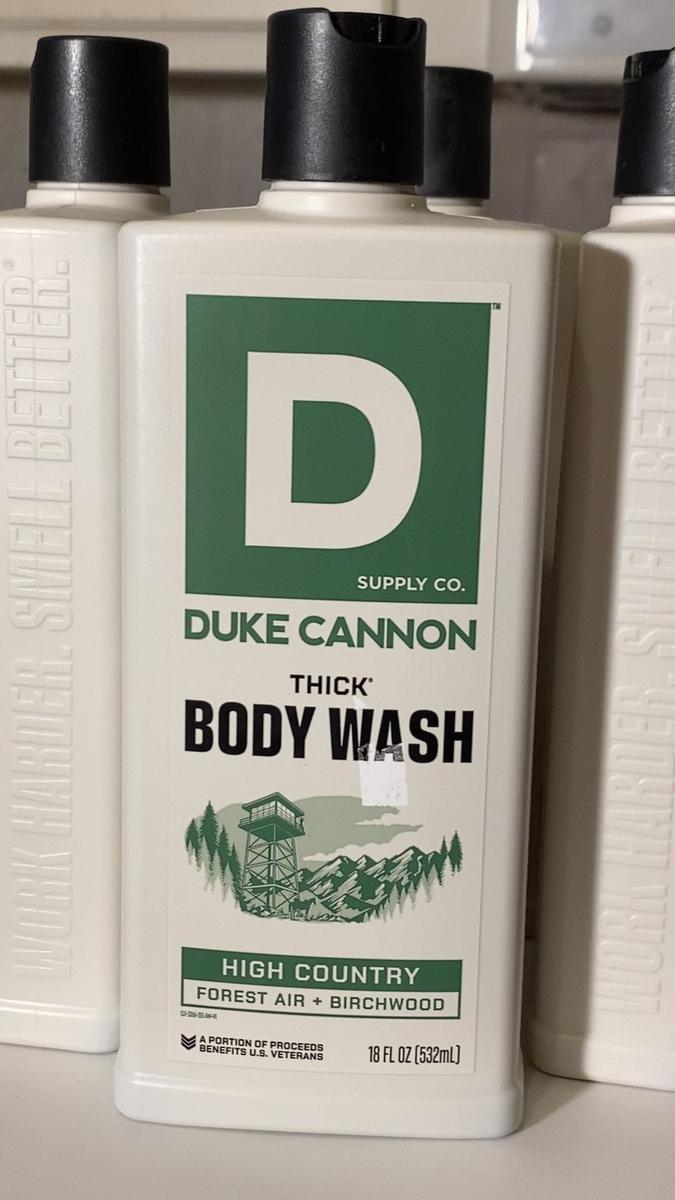 D
TM
SUPPLY CO.
DUKE CANNON
THICK®
BODY WASH
HIGH COUNTRY
FOREST AIR + BIRCHWOOD
A PORTION OF PROCEEDS
BENEFITS U.S. VETERANS
18 FL OZ (532mL)
WORK HARDER. SMELL BETTER.®
WORK HARDER. SMELL BETTER.